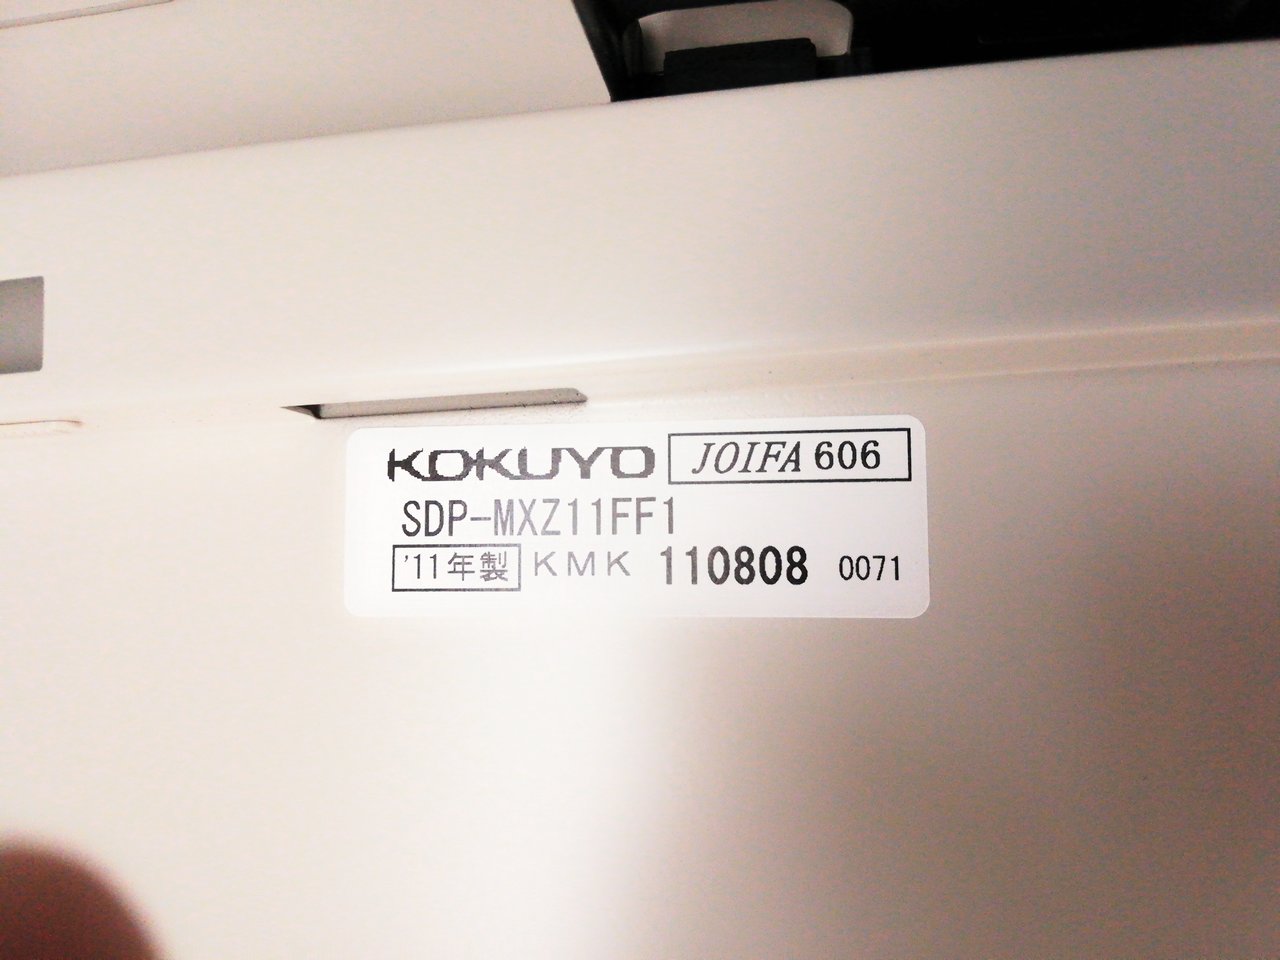 KOKUYO JOIFA 606
SDP-MXZ11FF1
'11年製 KMK 110808 0071